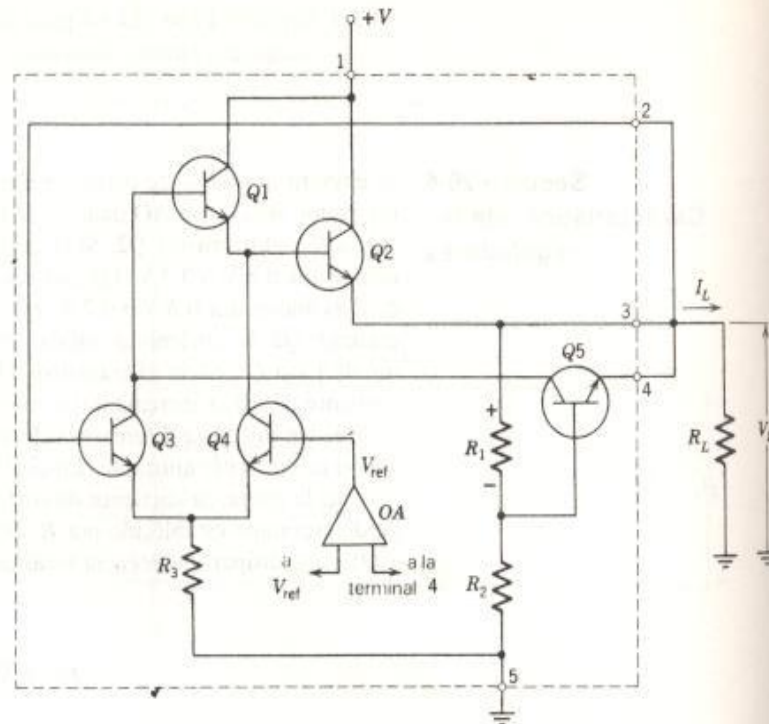 +V
1
2
Q1
Q2
I_L
3
Q5
4
Q3
Q4
+
R_1
R_L
V_ref
−
OA
R_3
a
V_ref
a la
terminal 4
R_2
5